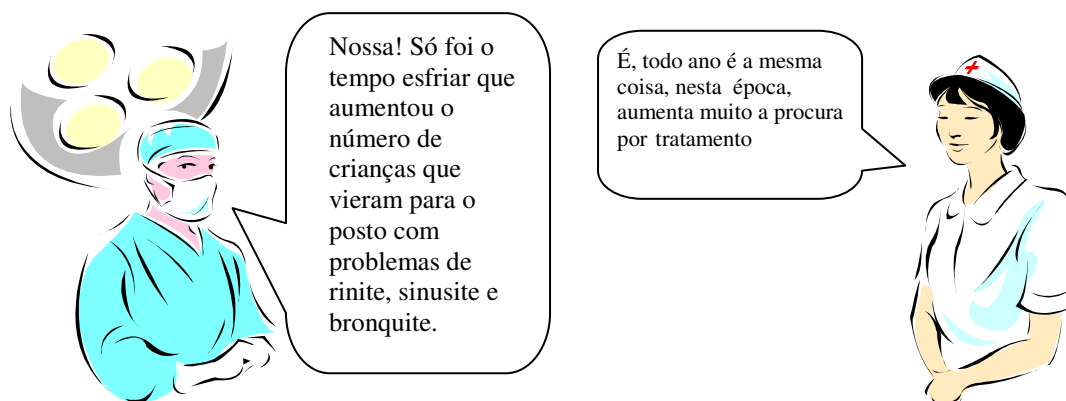 Nossa! Só foi o
tempo esfriar que
aumentou o
número de
crianças que
vieram para o
posto com
problemas de
rinite, sinusite e
bronquite.
É, todo ano é a mesma
coisa, nesta época,
aumenta muito a procura
por tratamento